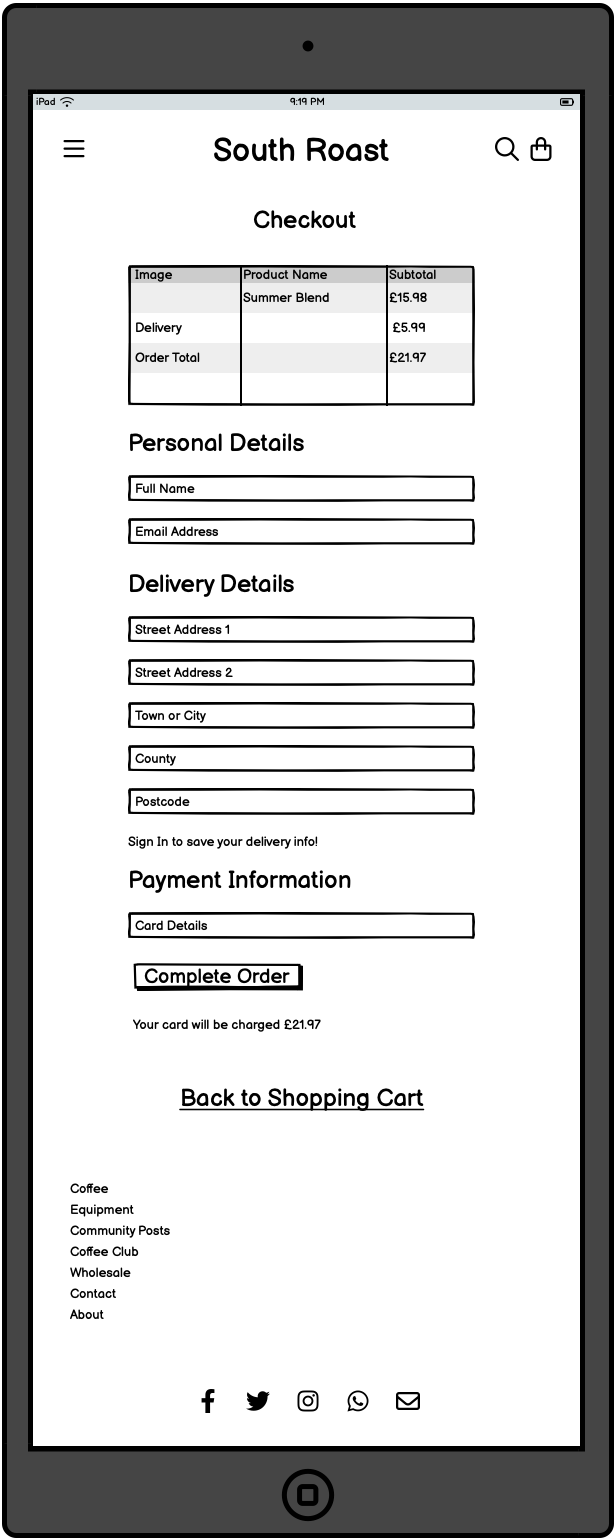 iPad 9:19 PM
South Roast
Checkout
Image Product Name Subtotal
Summer Blend £15.98
Delivery £5.99
Order Total £21.97
Personal Details
Full Name
Email Address
Delivery Details
Street Address 1
Street Address 2
Town or City
County
Postcode
Sign In to save your delivery info!
Payment Information
Card Details
Complete Order
Your card will be charged £21.97
Back to Shopping Cart
Coffee
Equipment
Community Posts
Coffee Club
Wholesale
Contact
About